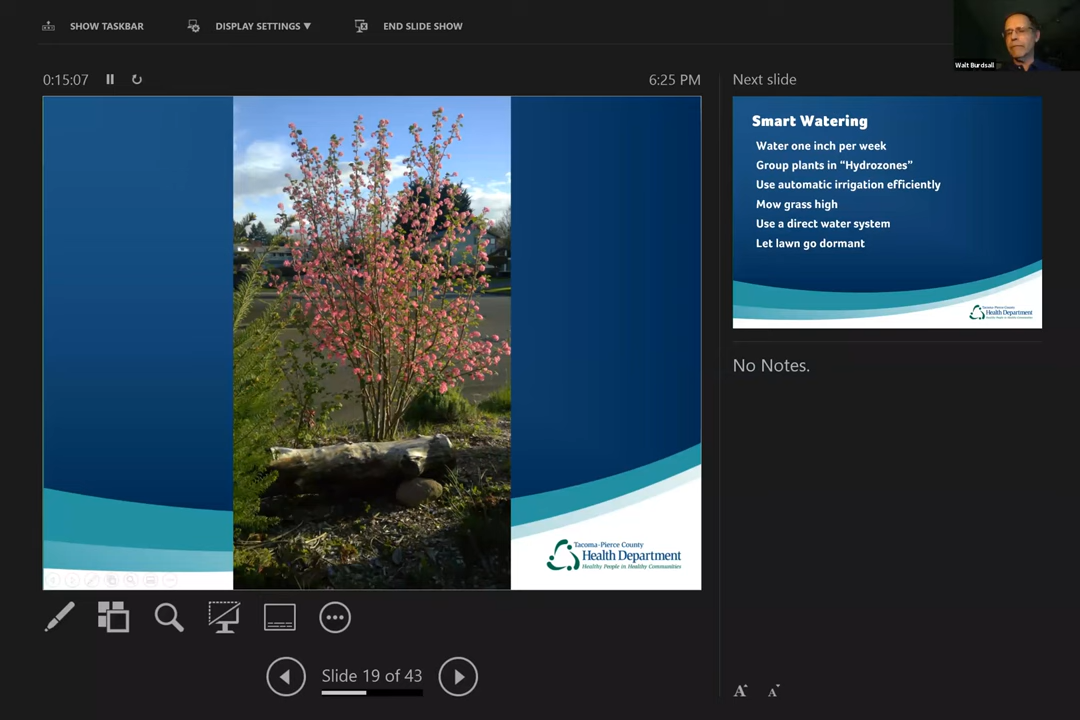 SHOW TASKBAR
DISPLAY SETTINGS ▼
END SLIDE SHOW
Walt Burdsall
0:15:07
6:25 PM
Next slide
Smart Watering
Water one inch per week
Group plants in “Hydrozones”
Use automatic irrigation efficiently
Mow grass high
Use a direct water system
Let lawn go dormant
Tacoma-Pierce County
Health Department
Healthy People in Healthy Communities
No Notes.
Tacoma-Pierce County
Health Department
Healthy People in Healthy Communities
Slide 19 of 43
A A